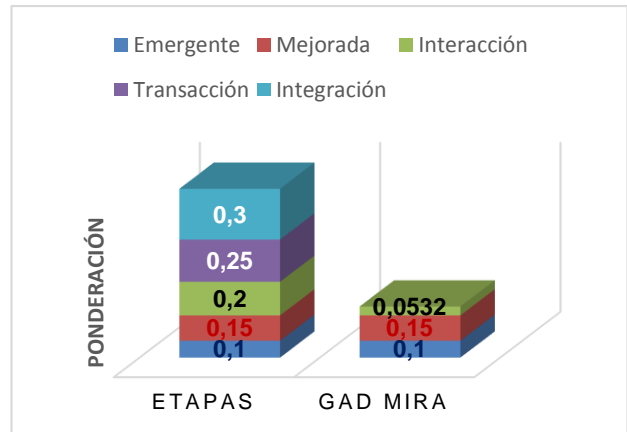 Emergente Mejorada Interacción
Transacción Integración
PONDERACIÓN
0,3
0,25
0,2
0,15
0,1
0,0532
0,15
0,1
ETAPAS GAD MIRA